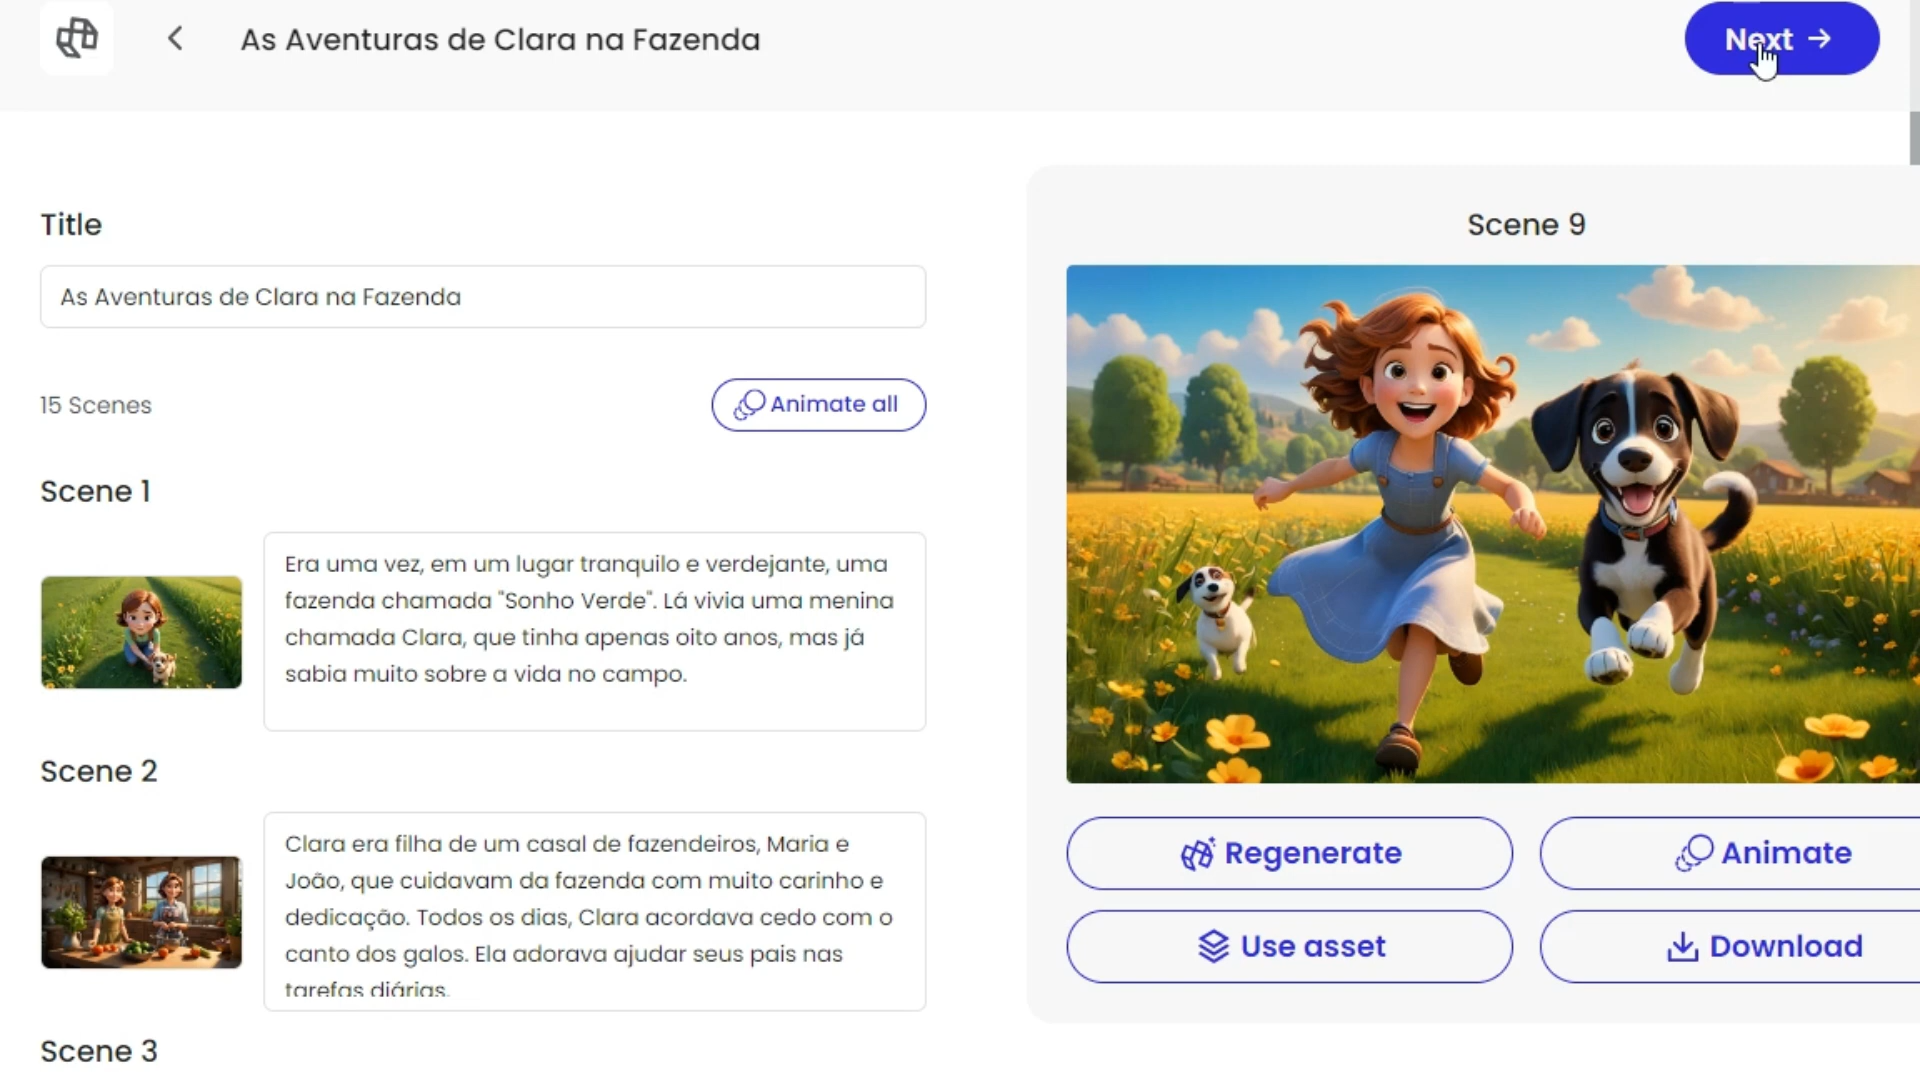 As Aventuras de Clara na Fazenda
Next
Title
As Aventuras de Clara na Fazenda
15 Scenes
Animate all
Scene 1
Era uma vez, em um lugar tranquilo e verdejante, uma
fazenda chamada "Sonho Verde". Lá vivia uma menina
chamada Clara, que tinha apenas oito anos, mas já
sabia muito sobre a vida no campo.
Scene 2
Clara era filha de um casal de fazendeiros, Maria e
João, que cuidavam da fazenda com muito carinho e
dedicação. Todos os dias, Clara acordava cedo com o
canto dos galos. Ela adorava ajudar seus pais nas
tarefas diárias.
Scene 3
Scene 9
Regenerate
Animate
Use asset
Download